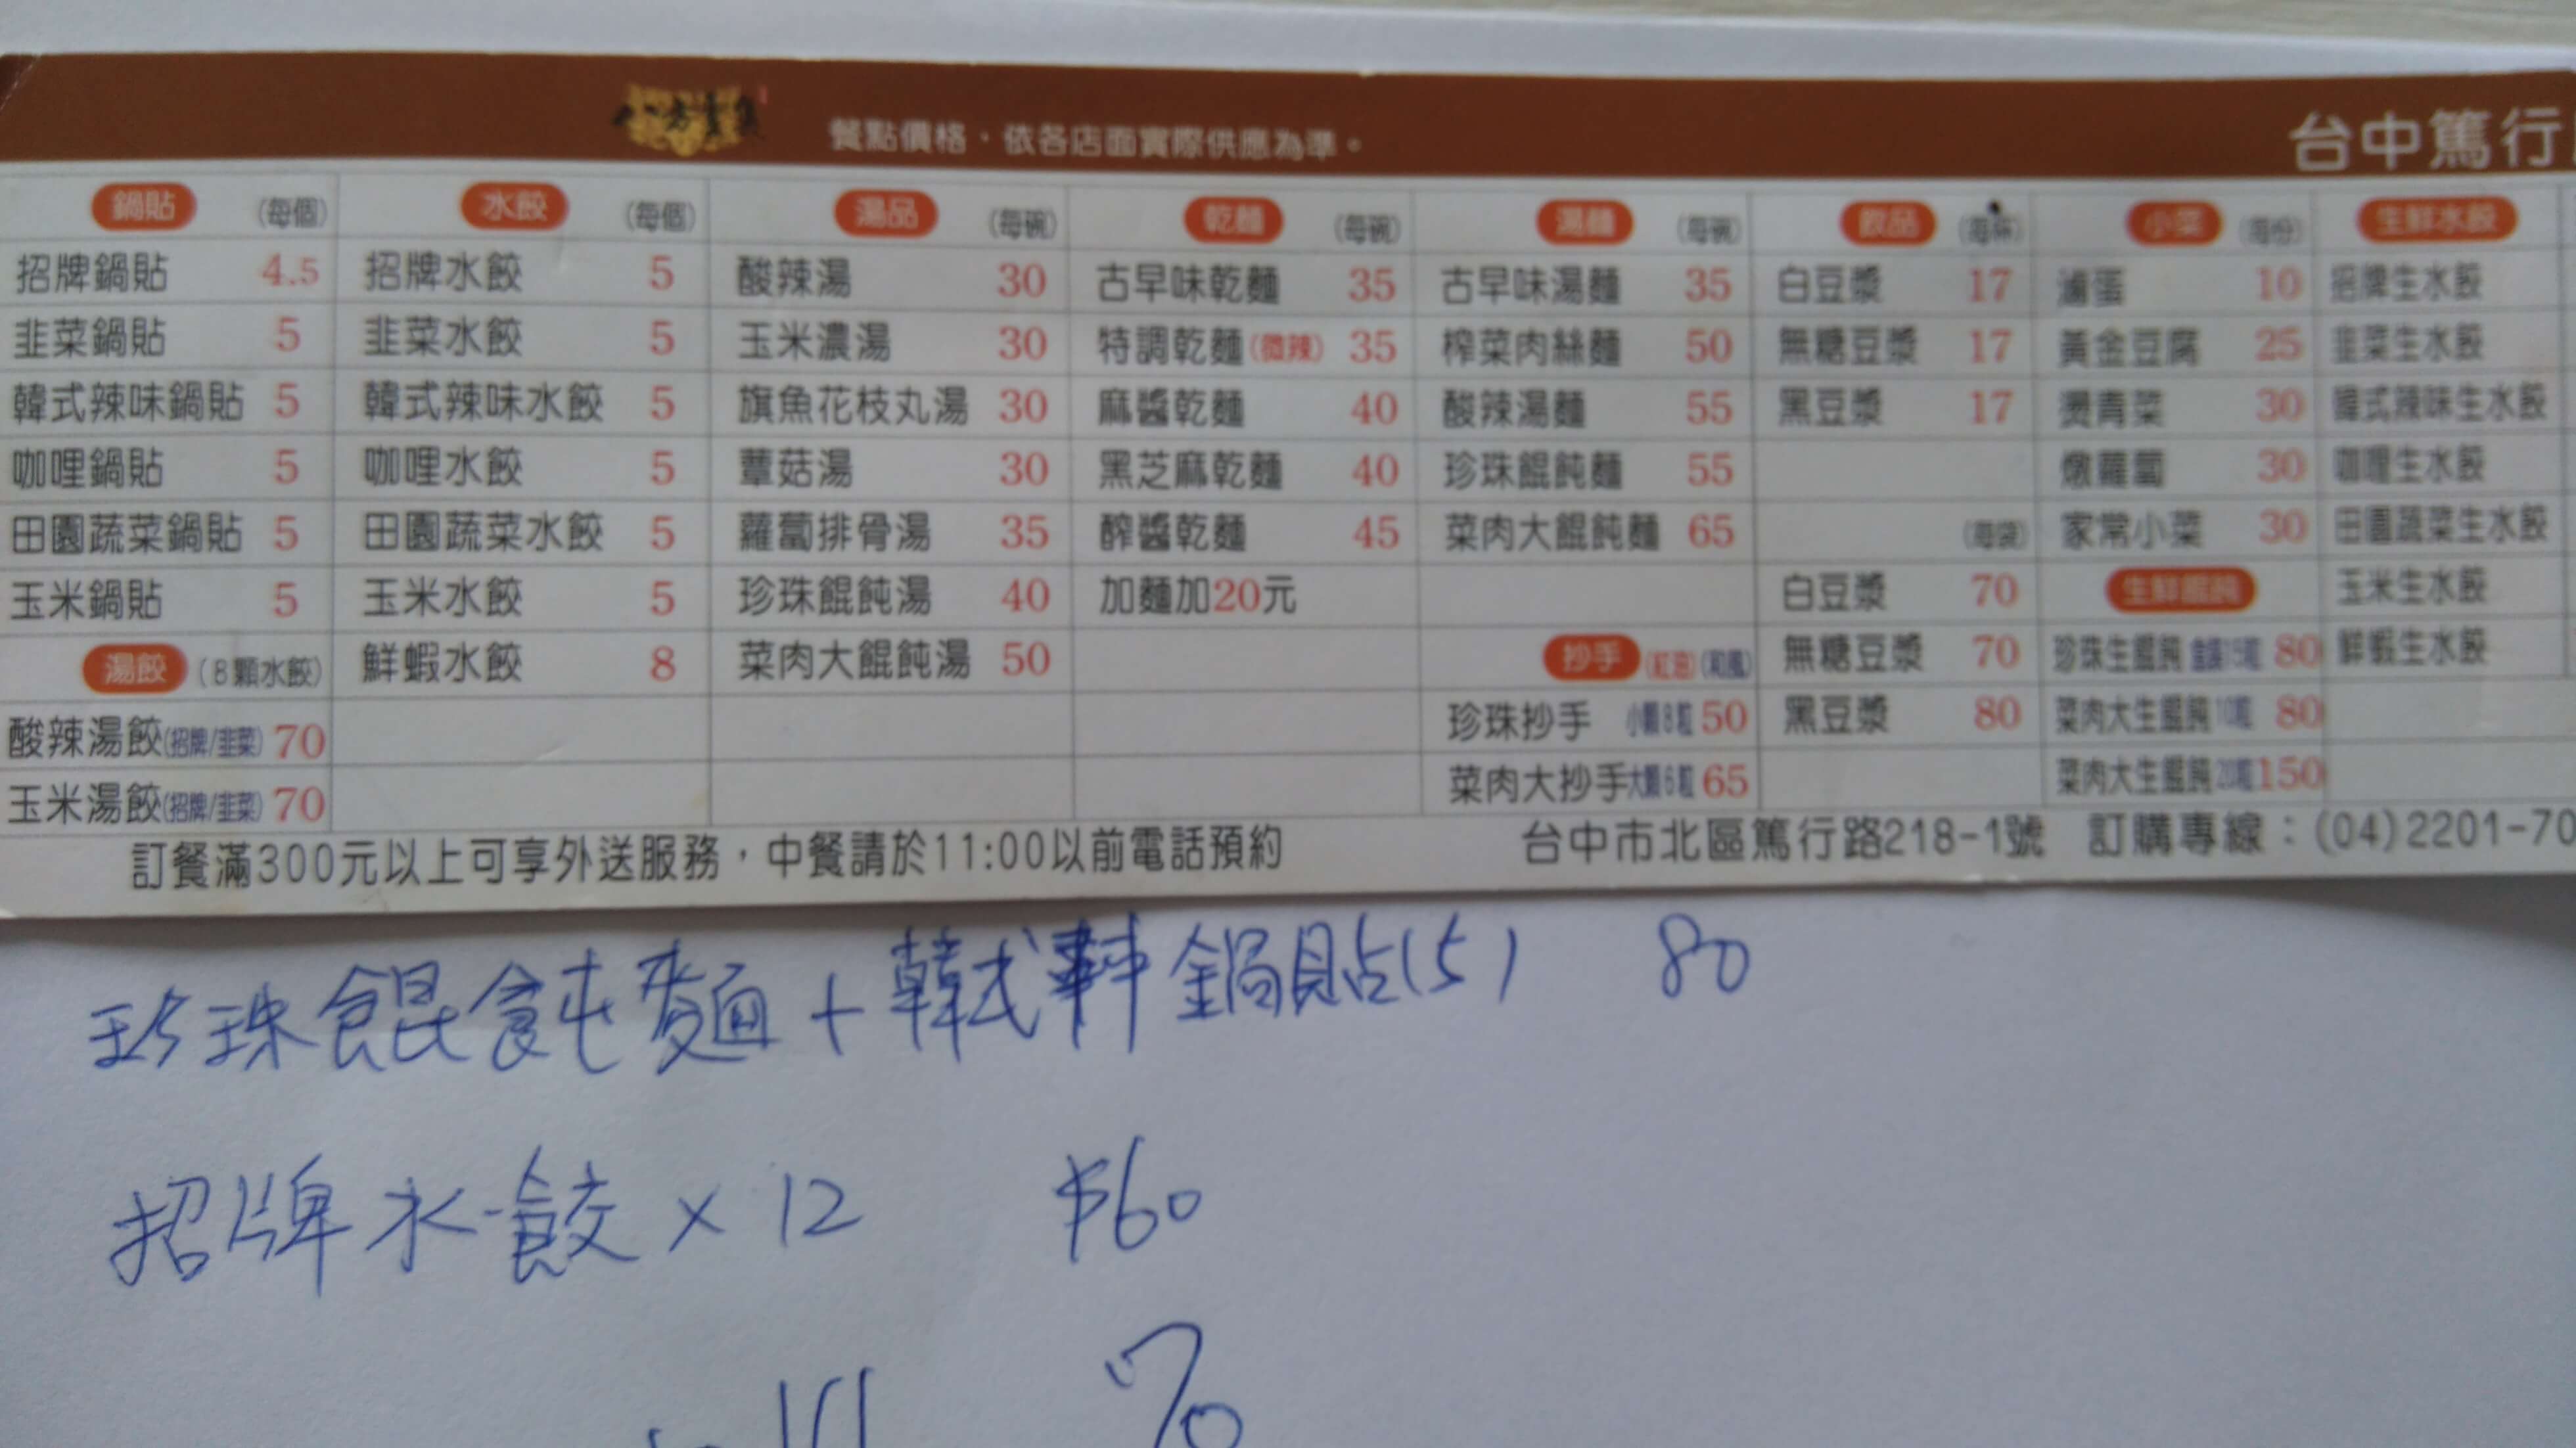 八方雲集 餐點價格，依各店面實際供應為準。 台中篤行
鍋貼 (每個) 水餃 (每個) 湯品 (每碗) 乾麵 (每碗) 湯麵 (每碗) 飲品 (每杯) 小菜 (每份) 生鮮水餃
招牌鍋貼 4.5 招牌水餃 5 酸辣湯 30 古早味乾麵 35 古早味湯麵 35 白豆漿 17 滷蛋 10 招牌生水餃
韭菜鍋貼 5 韭菜水餃 5 玉米濃湯 30 特調乾麵(微辣) 35 榨菜肉絲麵 50 無糖豆漿 17 黃金豆腐 25 韭菜生水餃
韓式辣味鍋貼 5 韓式辣味水餃 5 旗魚花枝丸湯 30 麻醬乾麵 40 酸辣湯麵 55 黑豆漿 17 燙青菜 30 韓式辣味生水餃
咖哩鍋貼 5 咖哩水餃 5 蕈菇湯 30 黑芝麻乾麵 40 珍珠餛飩麵 55 燉蘿蔔 30 咖哩生水餃
田園蔬菜鍋貼 5 田園蔬菜水餃 5 蘿蔔排骨湯 35 醡醬乾麵 45 菜肉大餛飩麵 65 (每袋) 家常小菜 30 田園蔬菜生水餃
玉米鍋貼 5 玉米水餃 5 珍珠餛飩湯 40 加麵加20元 白豆漿 70 生鮮餛飩 玉米生水餃
湯餃 (8顆水餃) 鮮蝦水餃 8 菜肉大餛飩湯 50 抄手 (紅油) (和風) 無糖豆漿 70 珍珠生餛飩 80 鮮蝦生水餃
酸辣湯餃(招牌/韭菜) 70 珍珠抄手 小顆8粒 50 黑豆漿 80 菜肉大生餛飩10粒 80
玉米湯餃(招牌/韭菜) 70 菜肉大抄手大顆6粒 65 菜肉大生餛飩20粒 150
訂餐滿300元以上可享外送服務，中餐請於11:00以前電話預約 台中市北區篤行路218-1號 訂購專線：(04)2201-70
珍珠餛飩麵+韓式 鍋貼(5) 80
招牌水餃 x 12 $60
70